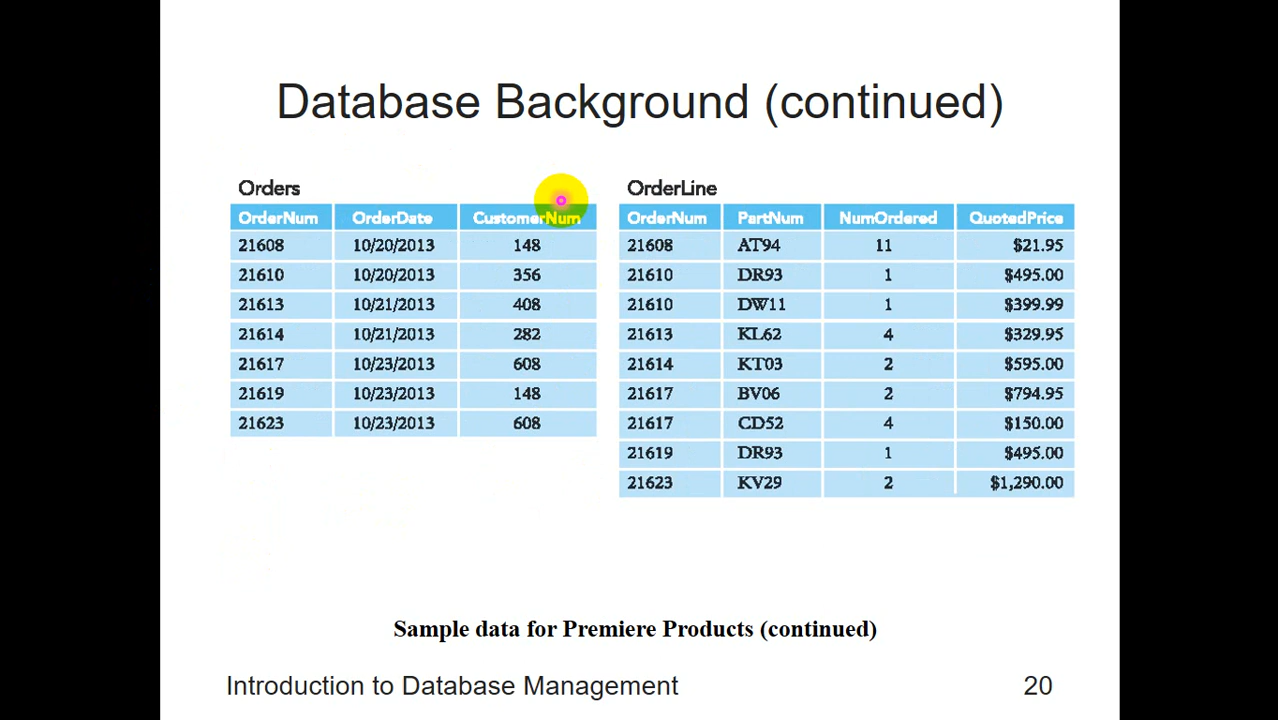 Database Background (continued)
Orders
OrderNum OrderDate CustomerNum
21608 10/20/2013 148
21610 10/20/2013 356
21613 10/21/2013 408
21614 10/21/2013 282
21617 10/23/2013 608
21619 10/23/2013 148
21623 10/23/2013 608
OrderLine
OrderNum PartNum NumOrdered QuotedPrice
21608 AT94 11 $21.95
21610 DR93 1 $495.00
21610 DW11 1 $399.99
21613 KL62 4 $329.95
21614 KT03 2 $595.00
21617 BV06 2 $794.95
21617 CD52 4 $150.00
21619 DR93 1 $495.00
21623 KV29 2 $1,290.00
Sample data for Premiere Products (continued)
Introduction to Database Management 20